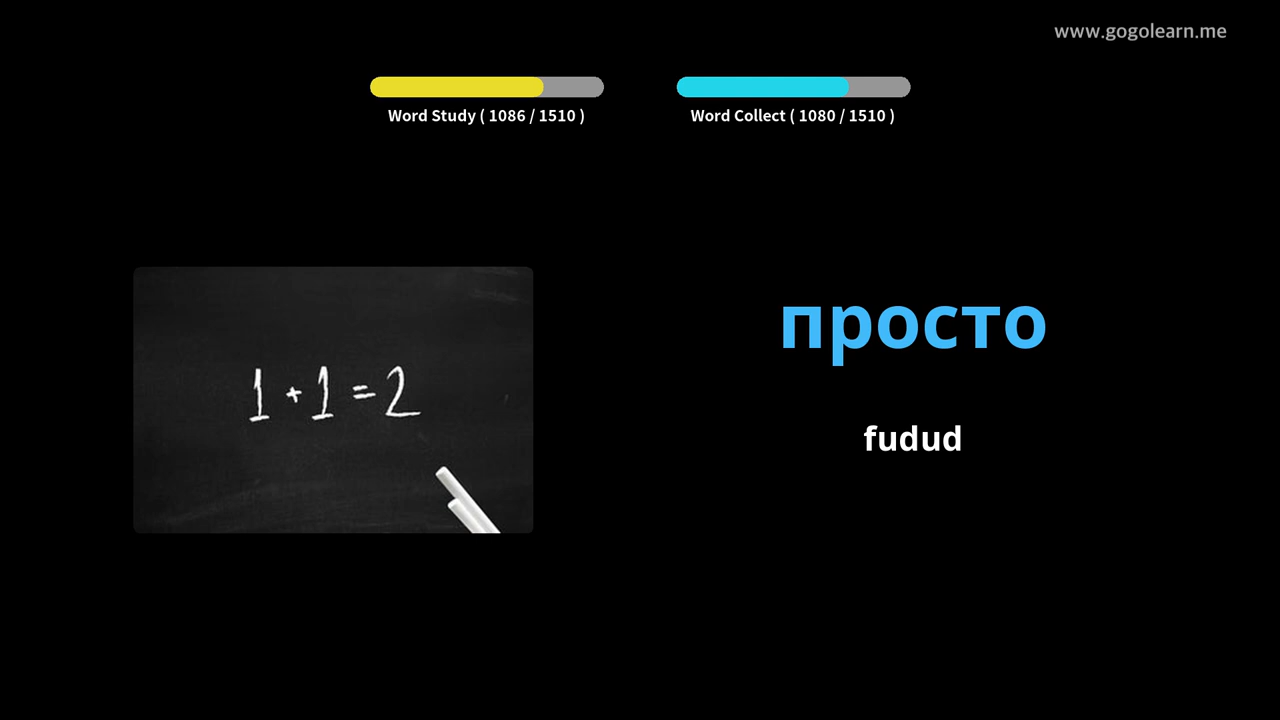 www.gogolearn.me
Word Study ( 1086 / 1510 )
Word Collect ( 1080 / 1510 )
1 + 1 = 2
просто
fudud